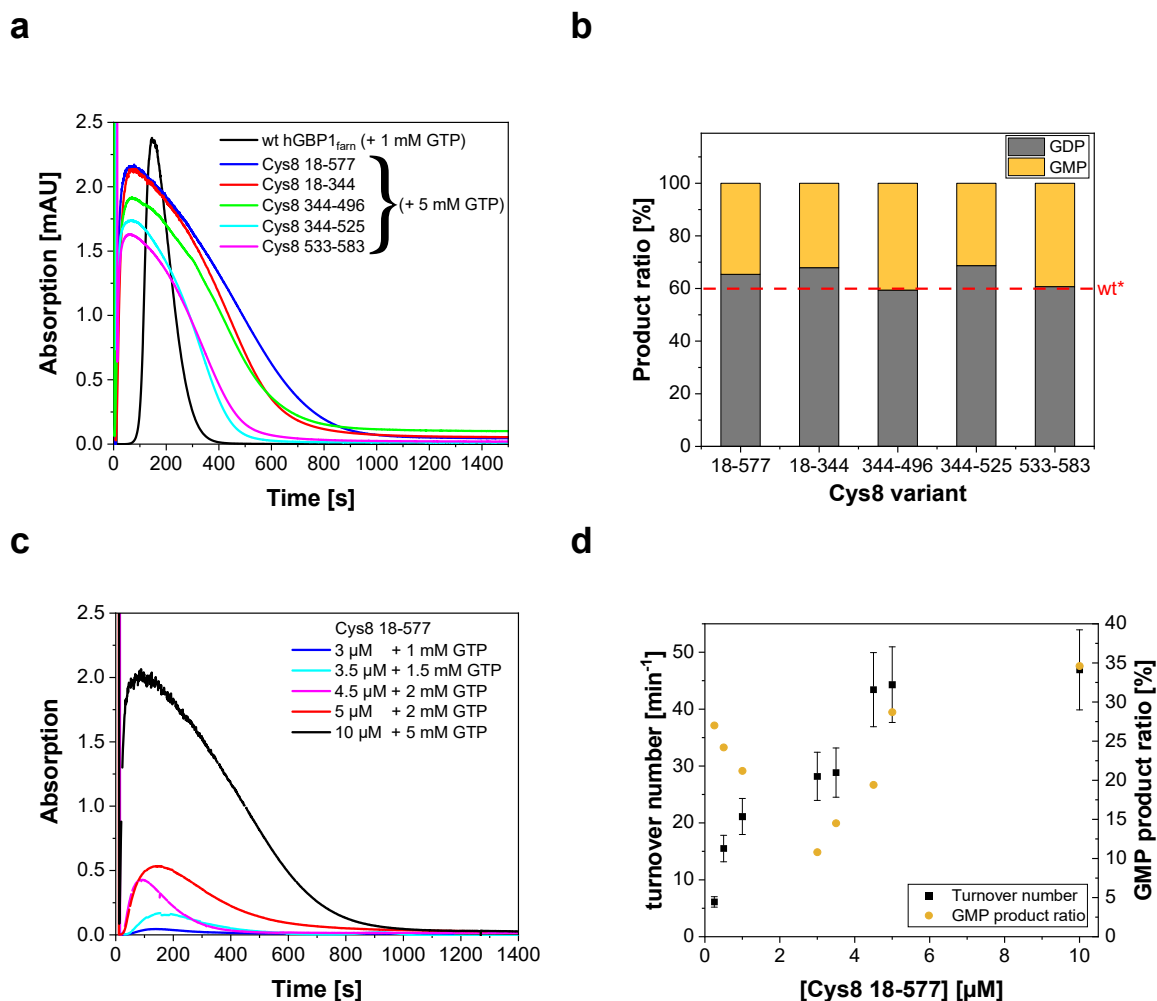 a
wt hGBP1farn (+ 1 mM GTP)
Cys8 18-577
Cys8 18-344
Cys8 344-496
Cys8 344-525
Cys8 533-583
(+ 5 mM GTP)
Absorption [mAU]
2.5
2.0
1.5
1.0
0.5
0.0
0 200 400 600 800 1000 1200 1400
Time [s]
b
GDP
GMP
Product ratio [%]
100
80
60
40
20
0
wt*
18-577 18-344 344-496 344-525 533-583
Cys8 variant
c
Cys8 18-577
3 µM + 1 mM GTP
3.5 µM + 1.5 mM GTP
4.5 µM + 2 mM GTP
5 µM + 2 mM GTP
10 µM + 5 mM GTP
Absorption
2.5
2.0
1.5
1.0
0.5
0.0
0 200 400 600 800 1000 1200 1400
Time [s]
d
turnover number [min⁻¹]
50
45
40
35
30
25
20
15
10
5
0
GMP product ratio [%]
40
35
30
25
20
15
10
5
0
Turnover number
GMP product ratio
0 2 4 6 8 10
[Cys8 18-577] [µM]